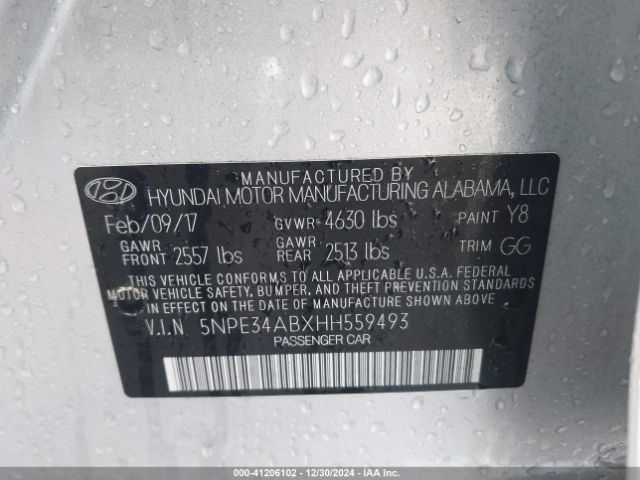 MANUFACTURED BY
HYUNDAI MOTOR MANUFACTURING ALABAMA, LLC
Feb/09/17 GVWR 4630 lbs PAINT Y8
GAWR FRONT 2557 lbs GAWR REAR 2513 lbs TRIM GG
THIS VEHICLE CONFORMS TO ALL APPLICABLE U.S.A. FEDERAL
MOTOR VEHICLE SAFETY, BUMPER, AND THEFT PREVENTION STANDARDS
IN EFFECT ON THE DATE OF MANUFACTURE SHOWN ABOVE.
V.I.N 5NPE34ABXHH559493
PASSENGER CAR
000-41206102 - 12/30/2024 - IAAI